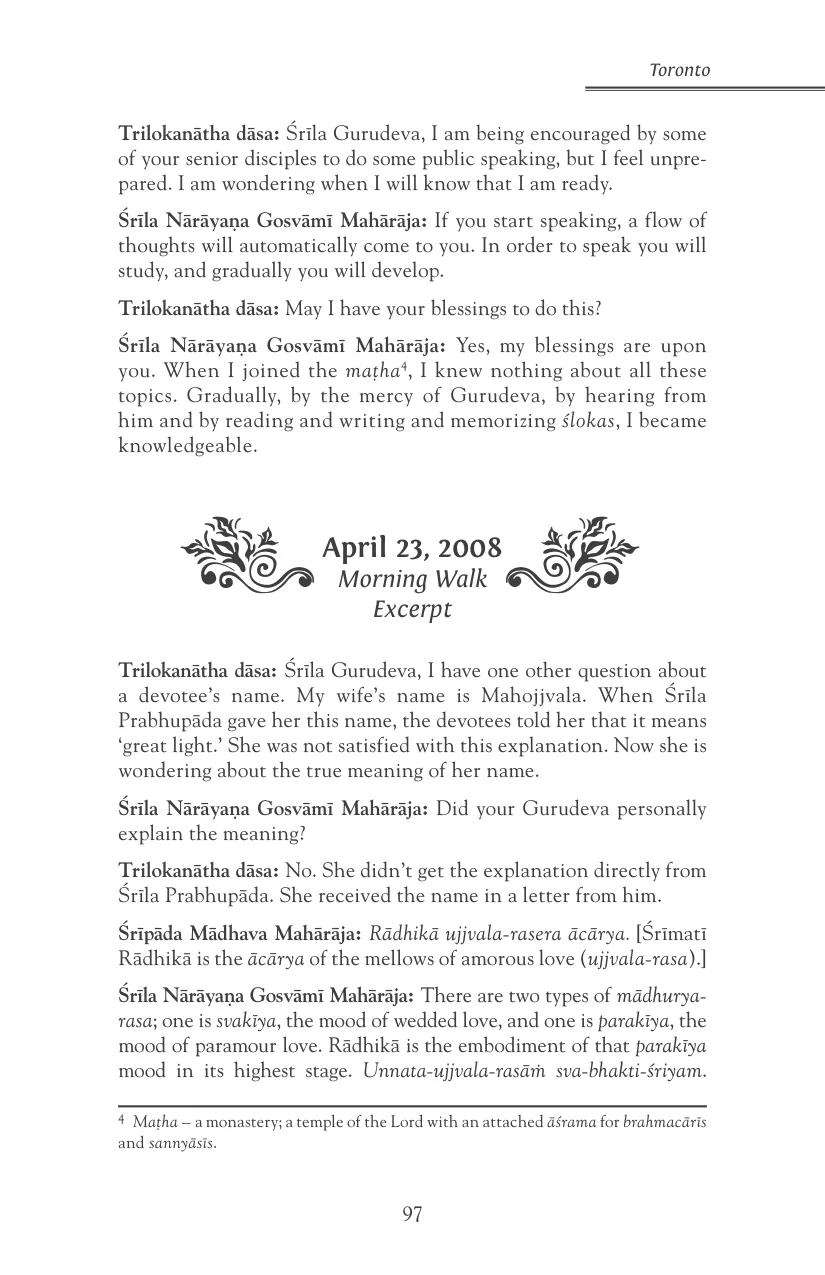 Toronto
Trilokanātha dāsa: Śrīla Gurudeva, I am being encouraged by some
of your senior disciples to do some public speaking, but I feel unpre-
pared. I am wondering when I will know that I am ready.
Śrīla Nārāyaṇa Gosvāmī Mahārāja: If you start speaking, a flow of
thoughts will automatically come to you. In order to speak you will
study, and gradually you will develop.
Trilokanātha dāsa: May I have your blessings to do this?
Śrīla Nārāyaṇa Gosvāmī Mahārāja: Yes, my blessings are upon
you. When I joined the maṭha⁴, I knew nothing about all these
topics. Gradually, by the mercy of Gurudeva, by hearing from
him and by reading and writing and memorizing ślokas, I became
knowledgeable.
April 23, 2008
Morning Walk
Excerpt
Trilokanātha dāsa: Śrīla Gurudeva, I have one other question about
a devotee’s name. My wife’s name is Mahojjvala. When Śrīla
Prabhupāda gave her this name, the devotees told her that it means
‘great light.’ She was not satisfied with this explanation. Now she is
wondering about the true meaning of her name.
Śrīla Nārāyaṇa Gosvāmī Mahārāja: Did your Gurudeva personally
explain the meaning?
Trilokanātha dāsa: No. She didn’t get the explanation directly from
Śrīla Prabhupāda. She received the name in a letter from him.
Śrīpāda Mādhava Mahārāja: Rādhikā ujjvala-rasera ācārya. [Śrīmatī
Rādhikā is the ācārya of the mellows of amorous love (ujjvala-rasa).]
Śrīla Nārāyaṇa Gosvāmī Mahārāja: There are two types of mādhurya-
rasa; one is svakīya, the mood of wedded love, and one is parakīya, the
mood of paramour love. Rādhikā is the embodiment of that parakīya
mood in its highest stage. Unnata-ujjvala-rasāṁ sva-bhakti-śriyam.
⁴ Maṭha – a monastery; a temple of the Lord with an attached āśrama for brahmacārīs
and sannyāsīs.
97